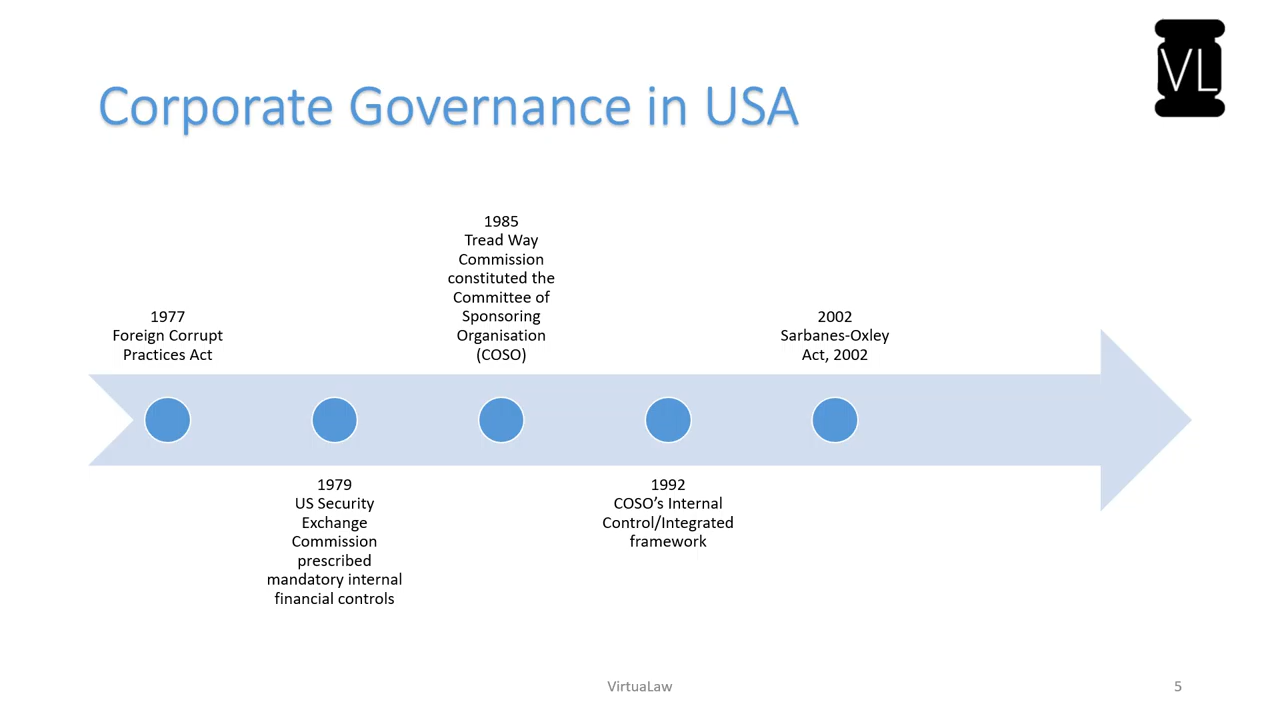 VL
Corporate Governance in USA
1977
Foreign Corrupt
Practices Act
1979
US Security
Exchange
Commission
prescribed
mandatory internal
financial controls
1985
Tread Way
Commission
constituted the
Committee of
Sponsoring
Organisation
(COSO)
1992
COSO’s Internal
Control/Integrated
framework
2002
Sarbanes-Oxley
Act, 2002
VirtuaLaw
5